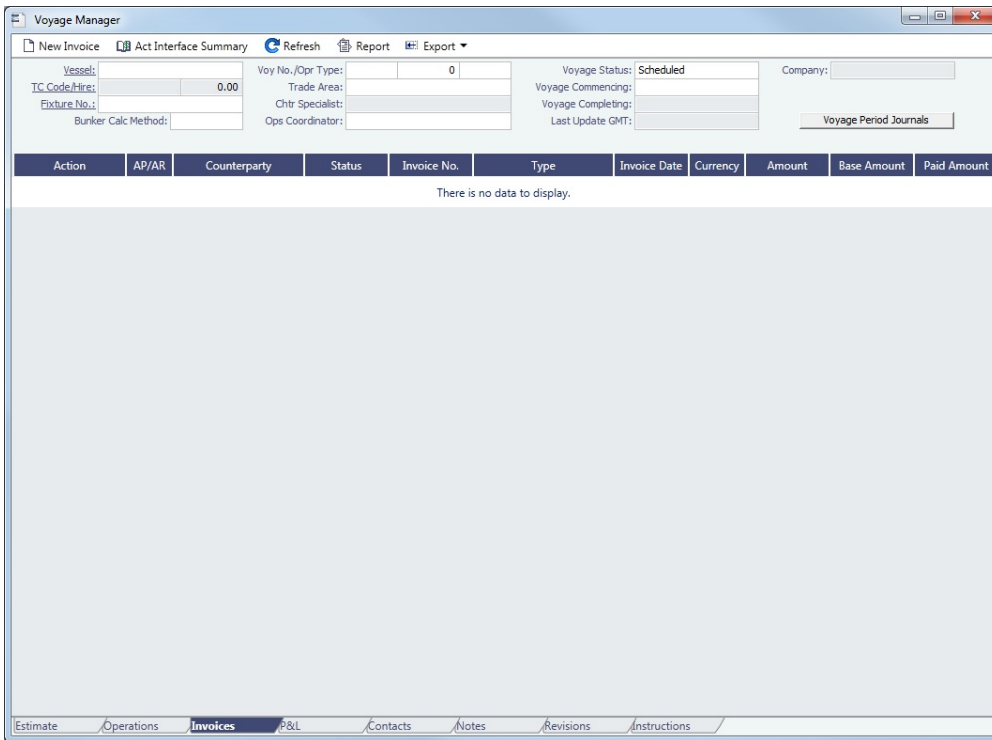 Voyage Manager
New Invoice Act Interface Summary Refresh Report Export
Vessel: Voy No./Opr Type: 0 Voyage Status: Scheduled Company:
TC Code/Hire: 0.00 Trade Area: Voyage Commencing:
Fixture No.: Chtr Specialist: Voyage Completing:
Bunker Calc Method: Ops Coordinator: Last Update GMT: Voyage Period Journals
Action AP/AR Counterparty Status Invoice No. Type Invoice Date Currency Amount Base Amount Paid Amount
There is no data to display.
Estimate Operations Invoices P&L Contacts Notes Revisions Instructions